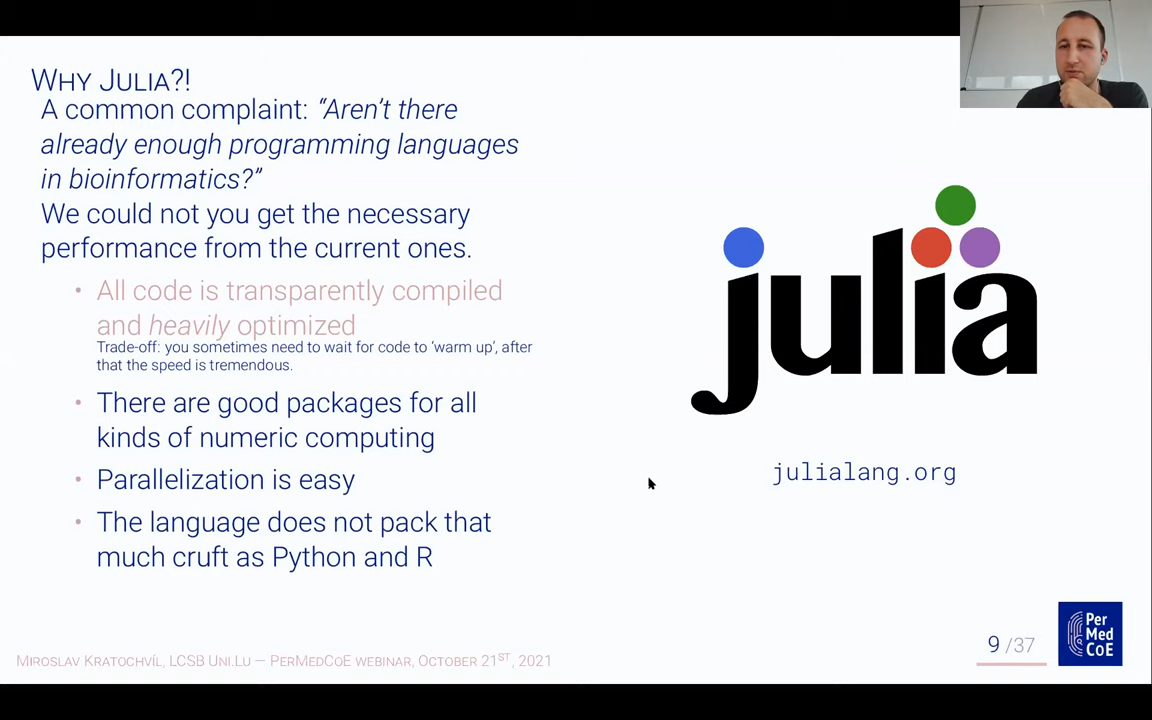 WHY JULIA?!
A common complaint: “Aren’t there
already enough programming languages
in bioinformatics?”
We could not you get the necessary
performance from the current ones.
• All code is transparently compiled
and heavily optimized
Trade-off: you sometimes need to wait for code to ‘warm up’, after
that the speed is tremendous.
• There are good packages for all
kinds of numeric computing
• Parallelization is easy
• The language does not pack that
much cruft as Python and R
julia
julialang.org
MIROSLAV KRATOCHVÍL, LCSB UNI.LU — PERMEDCOE WEBINAR, OCTOBER 21ST, 2021
9 /37
Per
Med
CoE